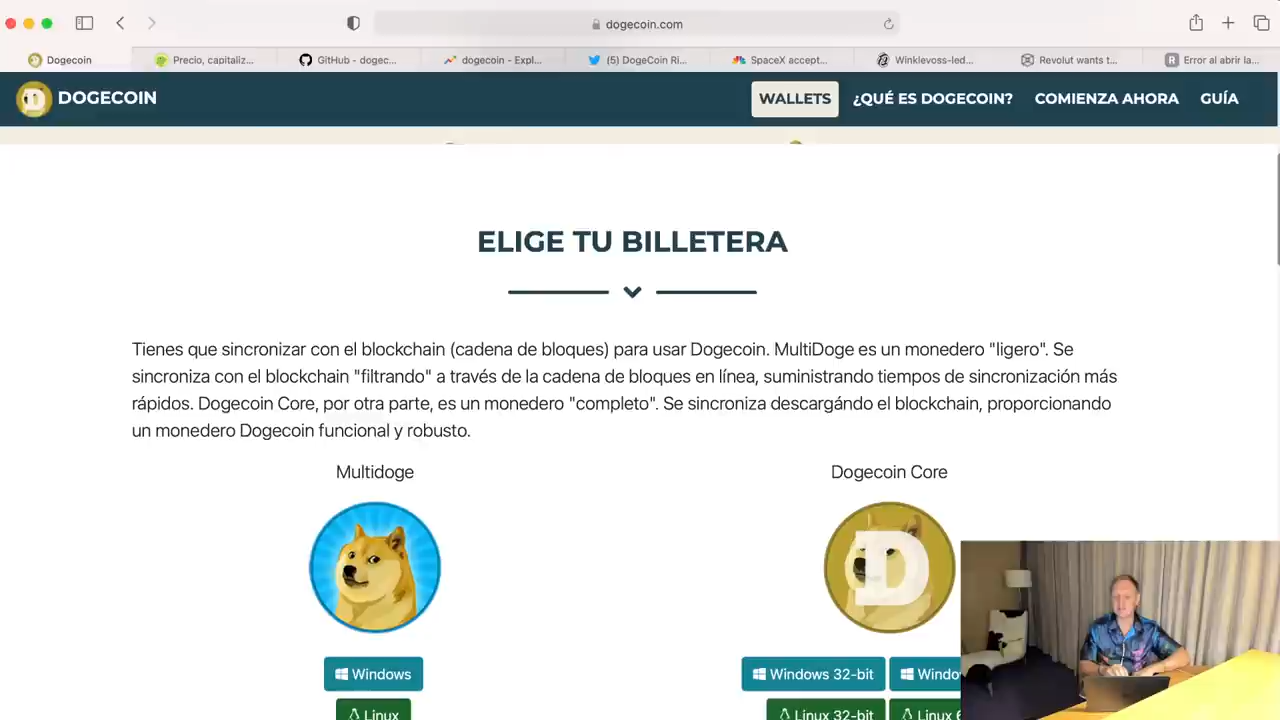 dogecoin.com
Dogecoin
Precio, capitaliz...
GitHub - dogec...
dogecoin - Expl...
(5) DogeCoin Ri...
SpaceX accept...
Winklevoss-led...
Revolut wants t...
Error al abrir la...
DOGECOIN
WALLETS
¿QUÉ ES DOGECOIN?
COMIENZA AHORA
GUÍA
ELIGE TU BILLETERA
Tienes que sincronizar con el blockchain (cadena de bloques) para usar Dogecoin. MultiDoge es un monedero "ligero". Se
sincroniza con el blockchain "filtrando" a través de la cadena de bloques en línea, suministrando tiempos de sincronización más
rápidos. Dogecoin Core, por otra parte, es un monedero "completo". Se sincroniza descargándo el blockchain, proporcionando
un monedero Dogecoin funcional y robusto.
Multidoge
Dogecoin Core
D
Windows
Windows 32-bit
Windo
Linux
Linux 32-bit
Linux 6